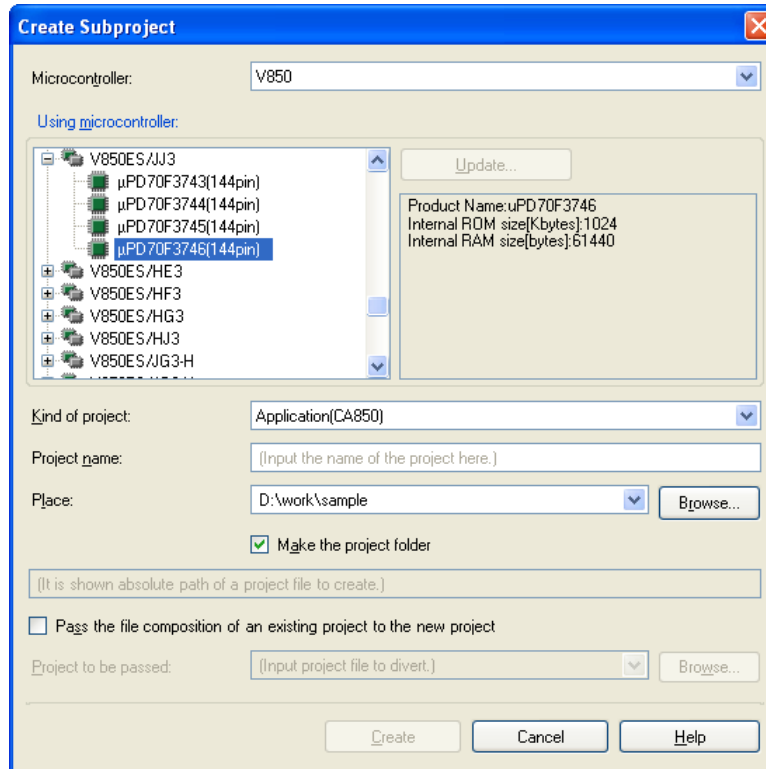 Create Subproject
Microcontroller:
V850
Using microcontroller:
V850ES/JJ3
µPD70F3743(144pin)
µPD70F3744(144pin)
µPD70F3745(144pin)
µPD70F3746(144pin)
V850ES/HE3
V850ES/HF3
V850ES/HG3
V850ES/HJ3
V850ES/JG3-H
Update...
Product Name:uPD70F3746
Internal ROM size[Kbytes]:1024
Internal RAM size[bytes]:61440
Kind of project:
Application(CA850)
Project name:
(Input the name of the project here.)
Place:
D:\work\sample
Browse...
Make the project folder
(It is shown absolute path of a project file to create.)
Pass the file composition of an existing project to the new project
Project to be passed:
(Input project file to divert.)
Browse...
Create
Cancel
Help